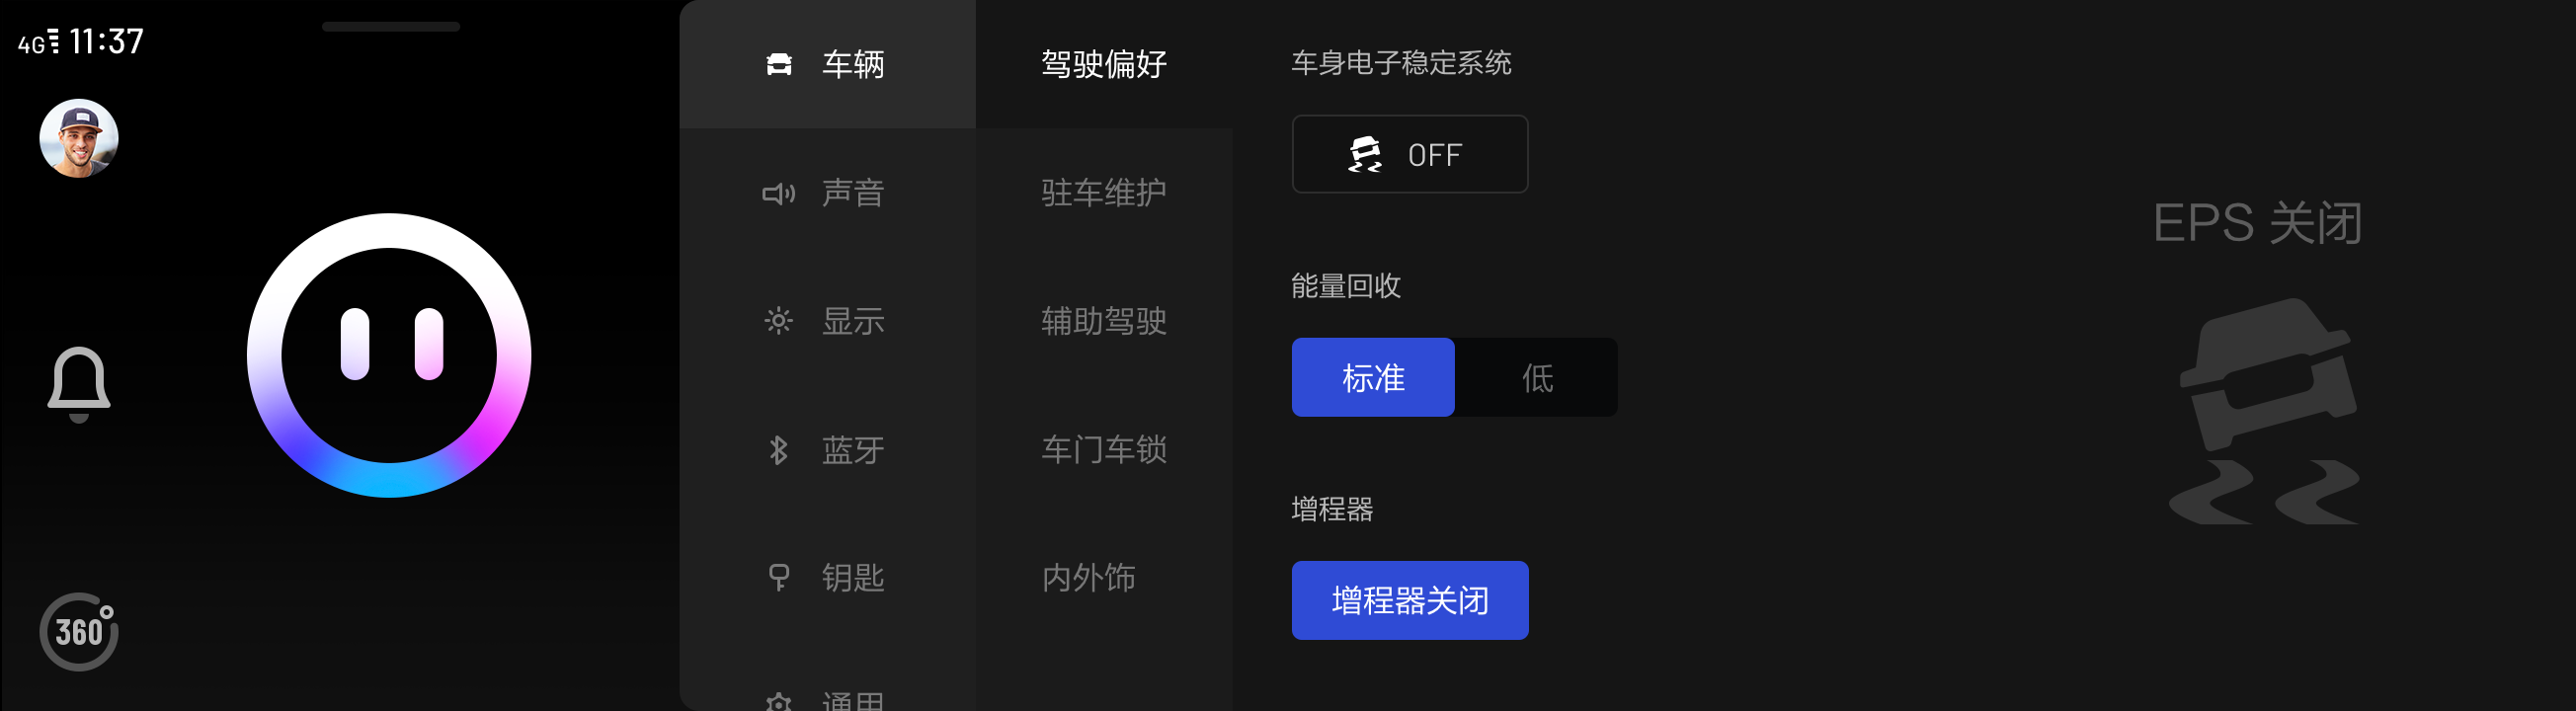 4G 11:37
360
车辆
声音
显示
蓝牙
钥匙
通用
驾驶偏好
驻车维护
辅助驾驶
车门车锁
内外饰
车身电子稳定系统
OFF
能量回收
标准 低
增程器
增程器关闭
EPS 关闭